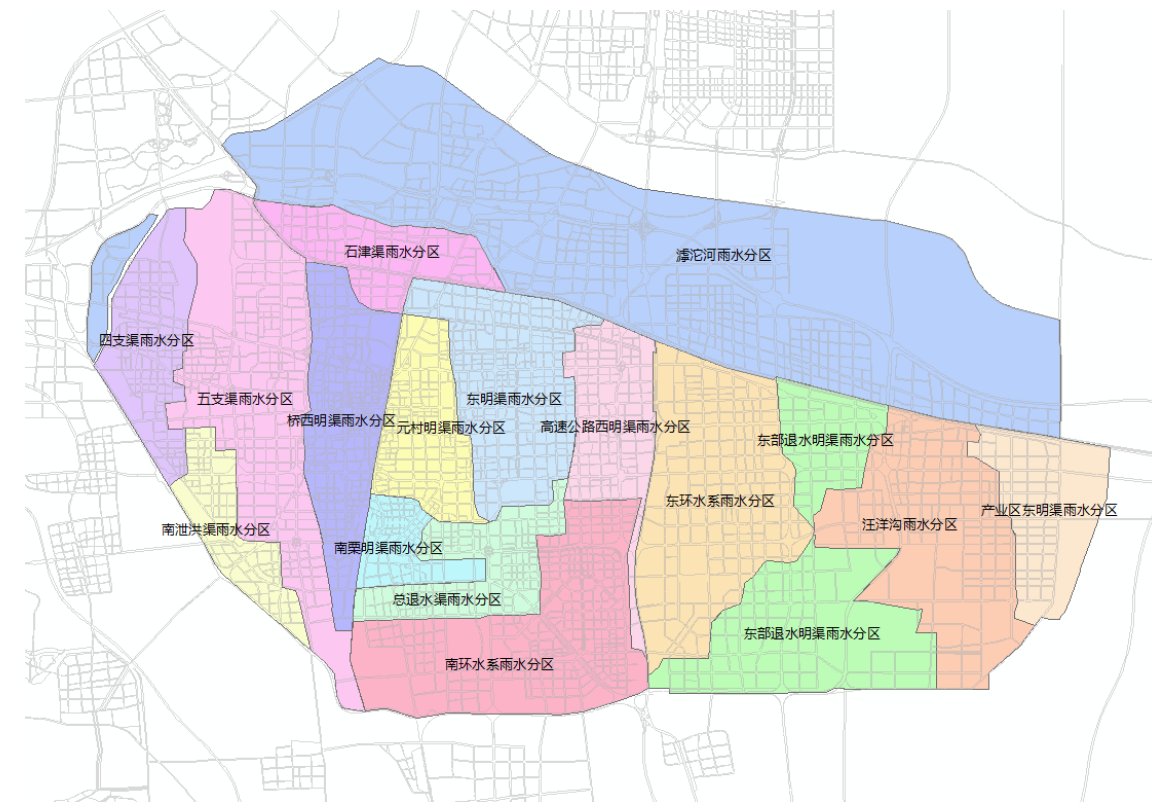 石津渠雨水分区
滹沱河雨水分区
四支渠雨水分区
五支渠雨水分区
东明渠雨水分区
桥西明渠雨水分区
元村明渠雨水分区
高速公路西明渠雨水分区
东部退水明渠雨水分区
东环水系雨水分区
产业区东明渠雨水分区
汪洋沟雨水分区
南泄洪渠雨水分区
南栗明渠雨水分区
总退水渠雨水分区
东部退水明渠雨水分区
南环水系雨水分区